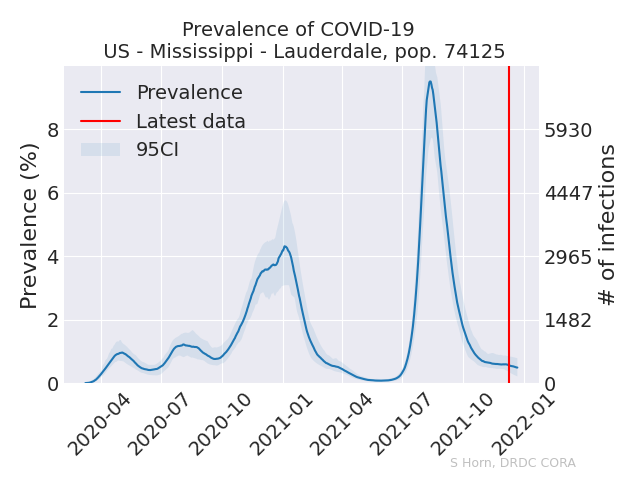 Prevalence of COVID-19
US - Mississippi - Lauderdale, pop. 74125
Prevalence
Latest data
95CI
Prevalence (%)
8
6
4
2
0
5930
4447
2965
1482
0
# of infections
2020-04
2020-07
2020-10
2021-01
2021-04
2021-07
2021-10
2022-01
S Horn, DRDC CORA